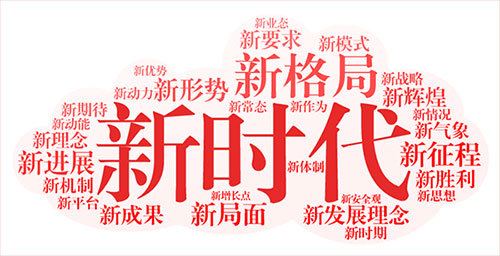 新业态
新要求
新模式
新优势
新格局
新战略
新动力
新形势
新辉煌
新期待
新常态
新作为
新情况
新动能
新时代
新气象
新理念
新进展
新体制
新征程
新机制
新胜利
新平台
新增长点
新安全观
新思想
新成果
新局面
新发展理念
新时期